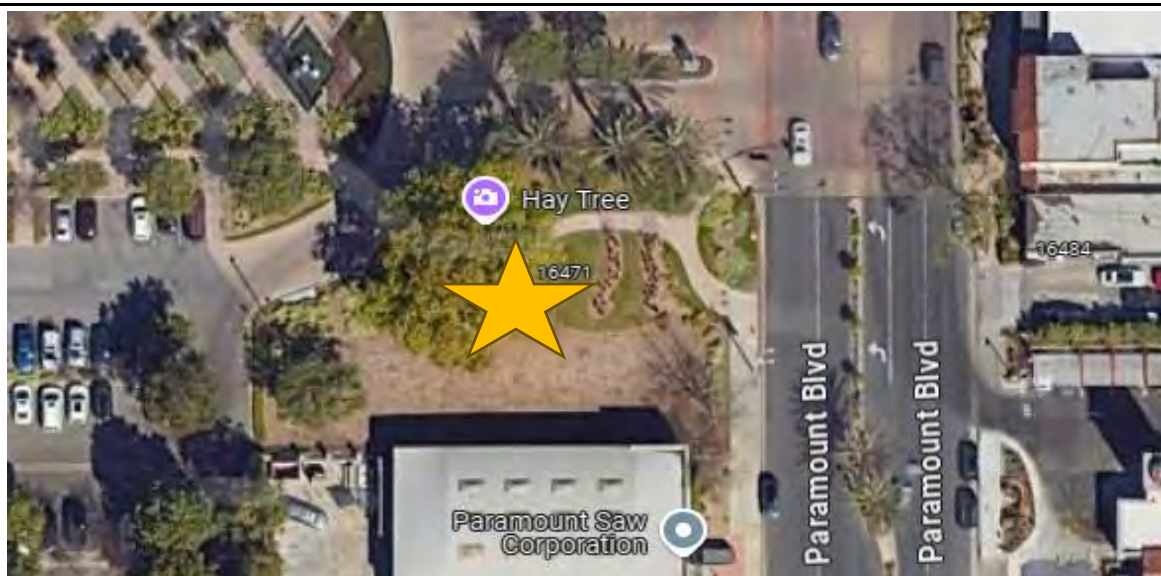 Hay Tree
16471
16484
Paramount Blvd
Paramount Blvd
Paramount Saw
Corporation